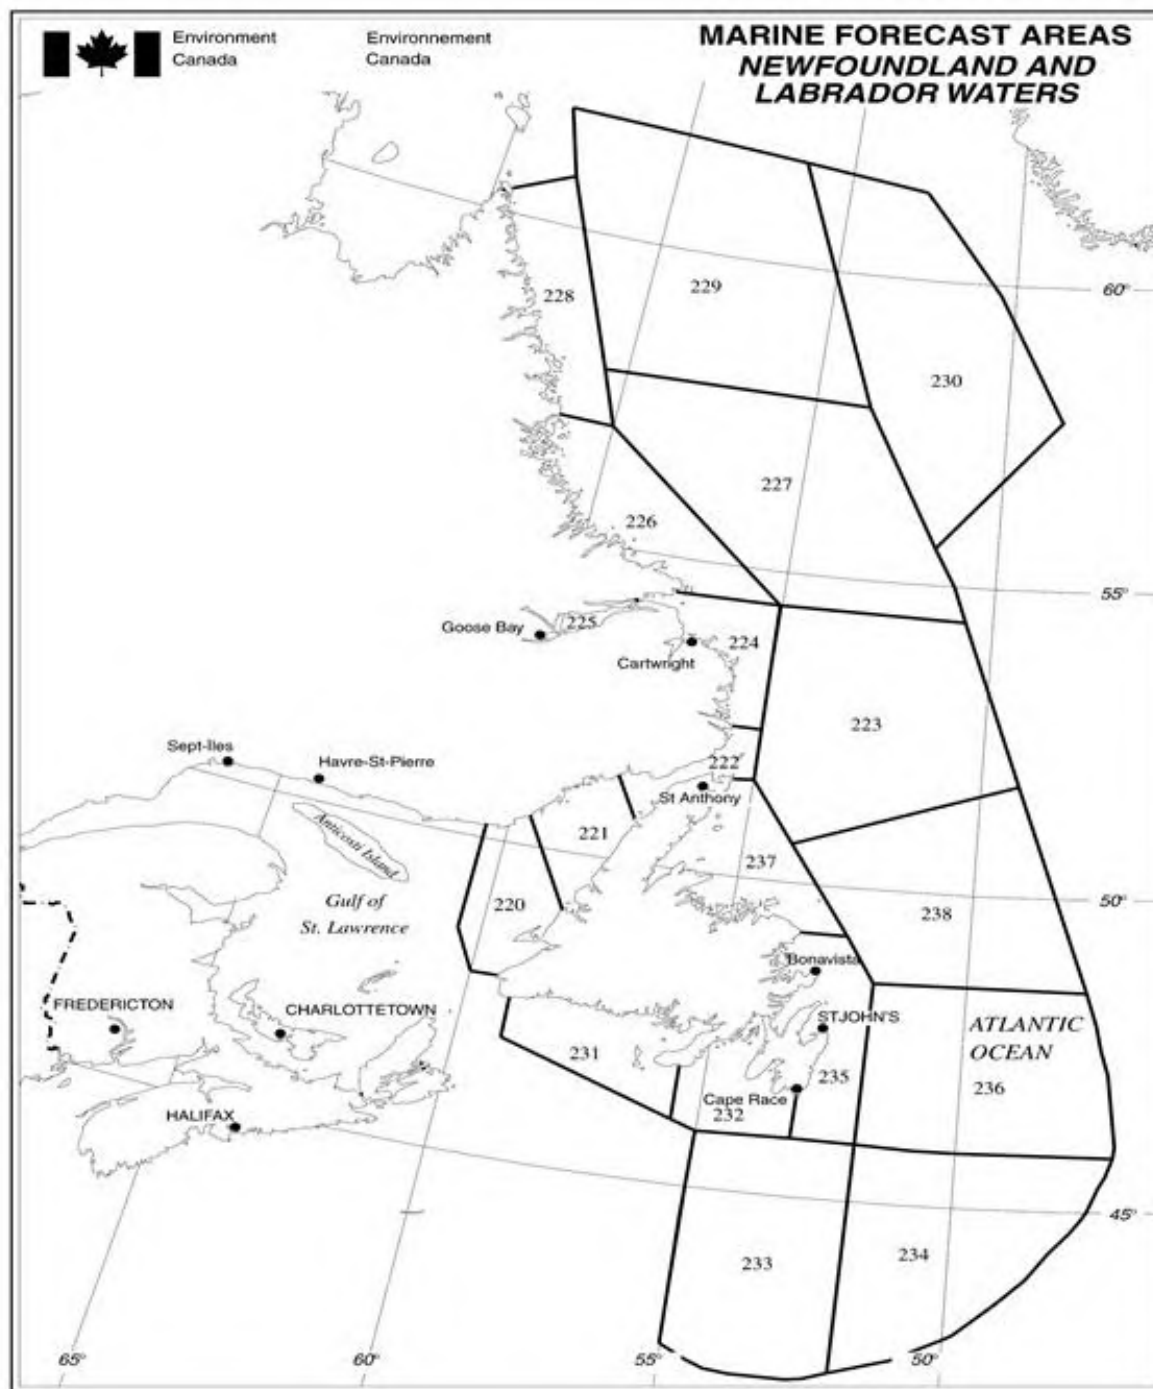 Environment
Canada
Environnement
Canada
MARINE FORECAST AREAS
NEWFOUNDLAND AND
LABRADOR WATERS
228
229
60°
230
227
226
55°
Goose Bay
225
224
Cartwright
223
Sept-Îles
Havre-St-Pierre
222
St Anthony
Anticosti Island
221
237
Gulf of
St. Lawrence
220
238
50°
Bonavista
FREDERICTON
CHARLOTTETOWN
STJOHN'S
ATLANTIC
OCEAN
231
235
236
Cape Race
232
HALIFAX
45°
233
234
65°
60°
55°
50°